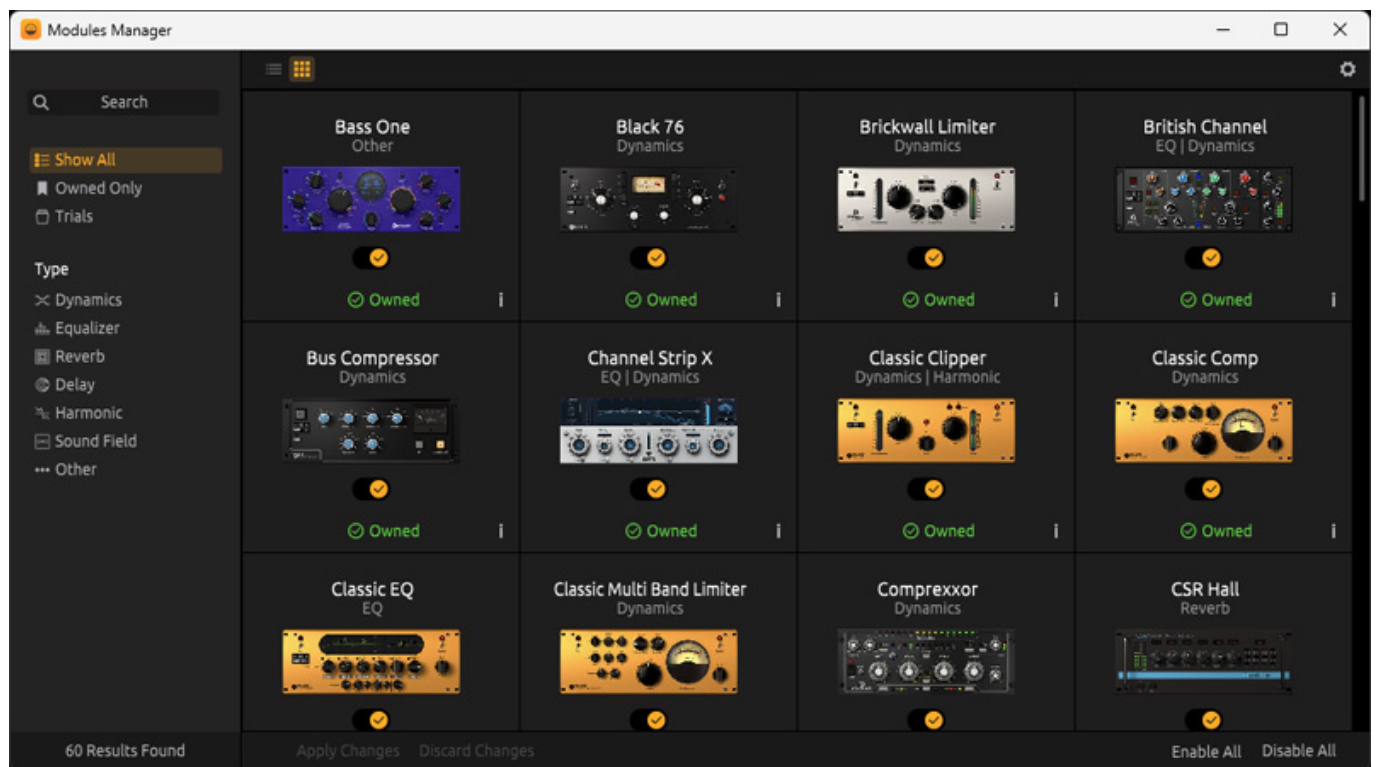 Modules Manager
Search
Show All
Owned Only
Trials
Type
Dynamics
Equalizer
Reverb
Delay
Harmonic
Sound Field
Other
60 Results Found
Bass One
Other
Owned
Black 76
Dynamics
Owned
Brickwall Limiter
Dynamics
Owned
British Channel
EQ | Dynamics
Owned
Bus Compressor
Dynamics
Owned
Channel Strip X
EQ | Dynamics
Owned
Classic Clipper
Dynamics | Harmonic
Owned
Classic Comp
Dynamics
Owned
Classic EQ
EQ
Classic Multi Band Limiter
Dynamics
Comprexxor
Dynamics
CSR Hall
Reverb
Apply Changes Discard Changes
Enable All Disable All